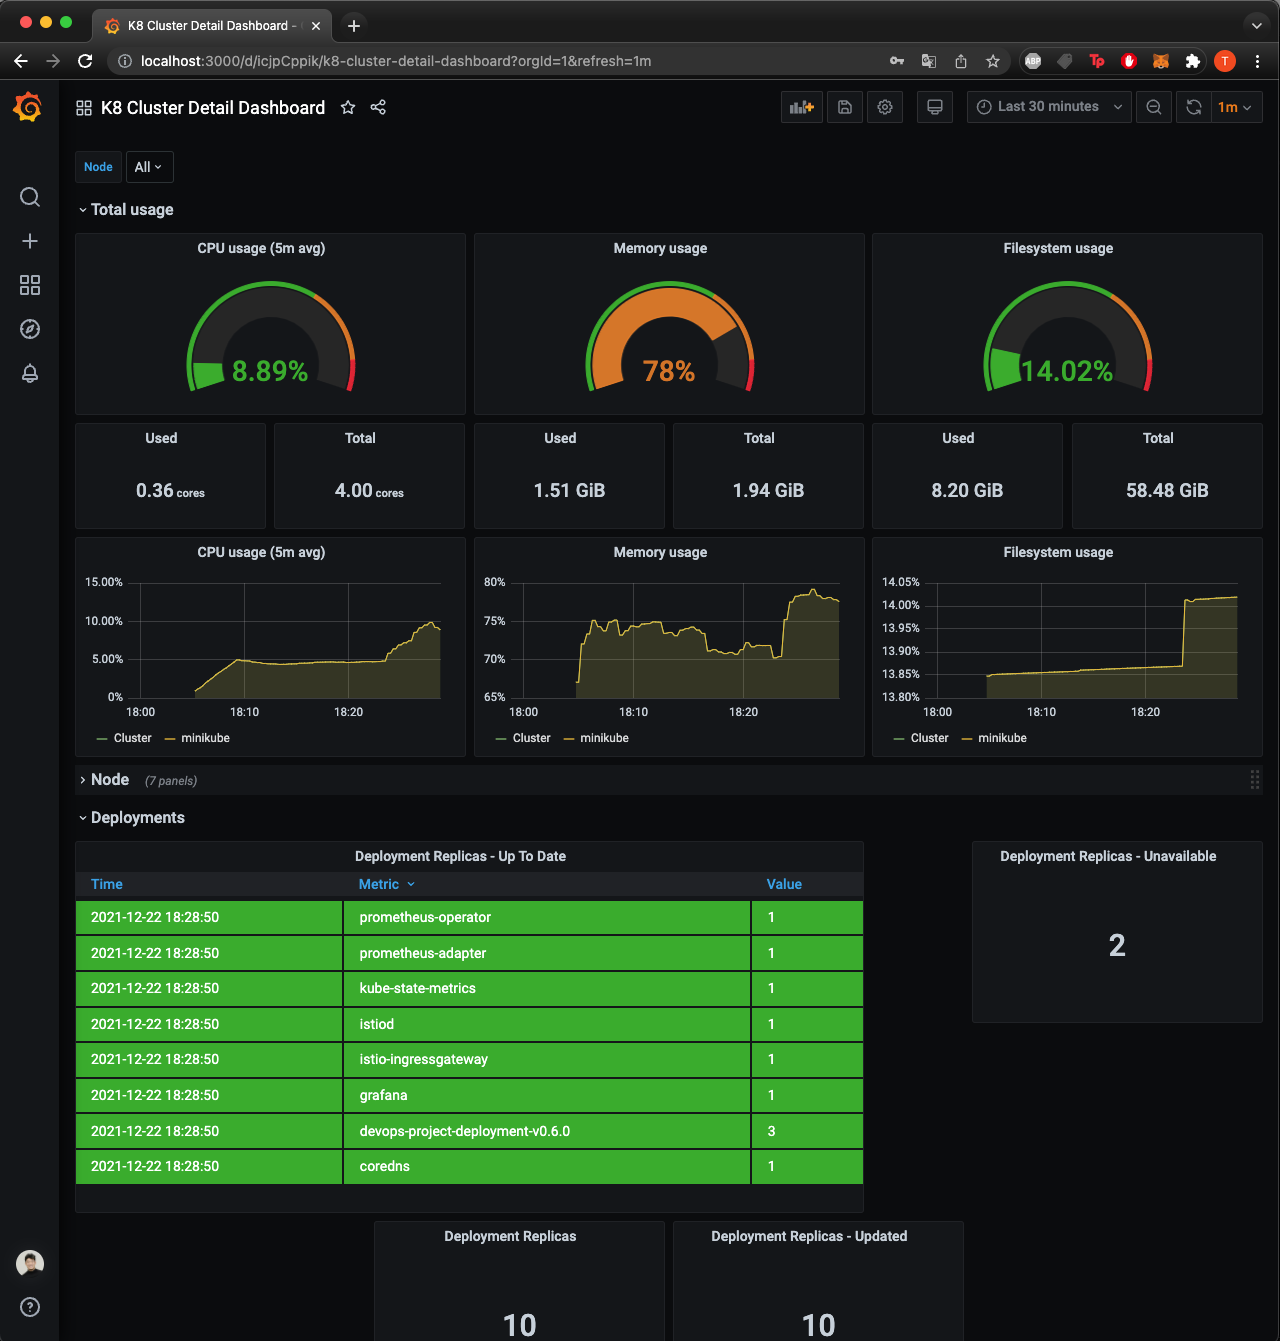 K8 Cluster Detail Dashboard -
localhost:3000/d/icjpCppik/k8-cluster-detail-dashboard?orgId=1&refresh=1m
ABP
Tp
T
K8 Cluster Detail Dashboard
Last 30 minutes
1m
Node
All
Total usage
CPU usage (5m avg)
8.89%
Memory usage
78%
Filesystem usage
14.02%
Used
0.36 cores
Total
4.00 cores
Used
1.51 GiB
Total
1.94 GiB
Used
8.20 GiB
Total
58.48 GiB
CPU usage (5m avg)
15.00%
10.00%
5.00%
0%
18:00 18:10 18:20
Cluster minikube
Memory usage
80%
75%
70%
65%
18:00 18:10 18:20
Cluster minikube
Filesystem usage
14.05%
14.00%
13.95%
13.90%
13.85%
13.80%
18:00 18:10 18:20
Cluster minikube
Node (7 panels)
Deployments
Deployment Replicas - Up To Date
Time Metric Value
2021-12-22 18:28:50 prometheus-operator 1
2021-12-22 18:28:50 prometheus-adapter 1
2021-12-22 18:28:50 kube-state-metrics 1
2021-12-22 18:28:50 istiod 1
2021-12-22 18:28:50 istio-ingressgateway 1
2021-12-22 18:28:50 grafana 1
2021-12-22 18:28:50 devops-project-deployment-v0.6.0 3
2021-12-22 18:28:50 coredns 1
Deployment Replicas - Unavailable
2
Deployment Replicas
10
Deployment Replicas - Updated
10